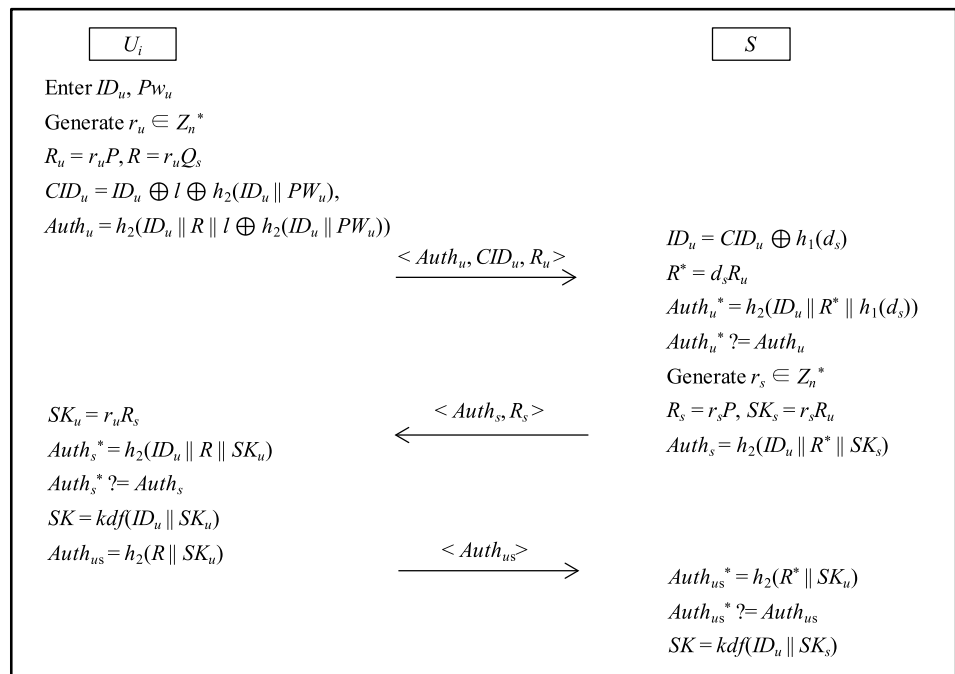 U_i
S
Enter ID_u, Pw_u
Generate r_u ∈ Z_n^*
R_u = r_uP, R = r_uQ_s
CID_u = ID_u ⊕ l ⊕ h_2(ID_u || PW_u),
Auth_u = h_2(ID_u || R || l ⊕ h_2(ID_u || PW_u))
< Auth_u, CID_u, R_u >
ID_u = CID_u ⊕ h_1(d_s)
R^* = d_sR_u
Auth_u^* = h_2(ID_u || R^* || h_1(d_s))
Auth_u^* ?= Auth_u
Generate r_s ∈ Z_n^*
R_s = r_sP, SK_s = r_sR_u
Auth_s = h_2(ID_u || R^* || SK_s)
< Auth_s, R_s >
SK_u = r_uR_s
Auth_s^* = h_2(ID_u || R || SK_u)
Auth_s^* ?= Auth_s
SK = kdf(ID_u || SK_u)
Auth_us = h_2(R || SK_u)
< Auth_us >
Auth_us^* = h_2(R^* || SK_u)
Auth_us^* ?= Auth_us
SK = kdf(ID_u || SK_s)